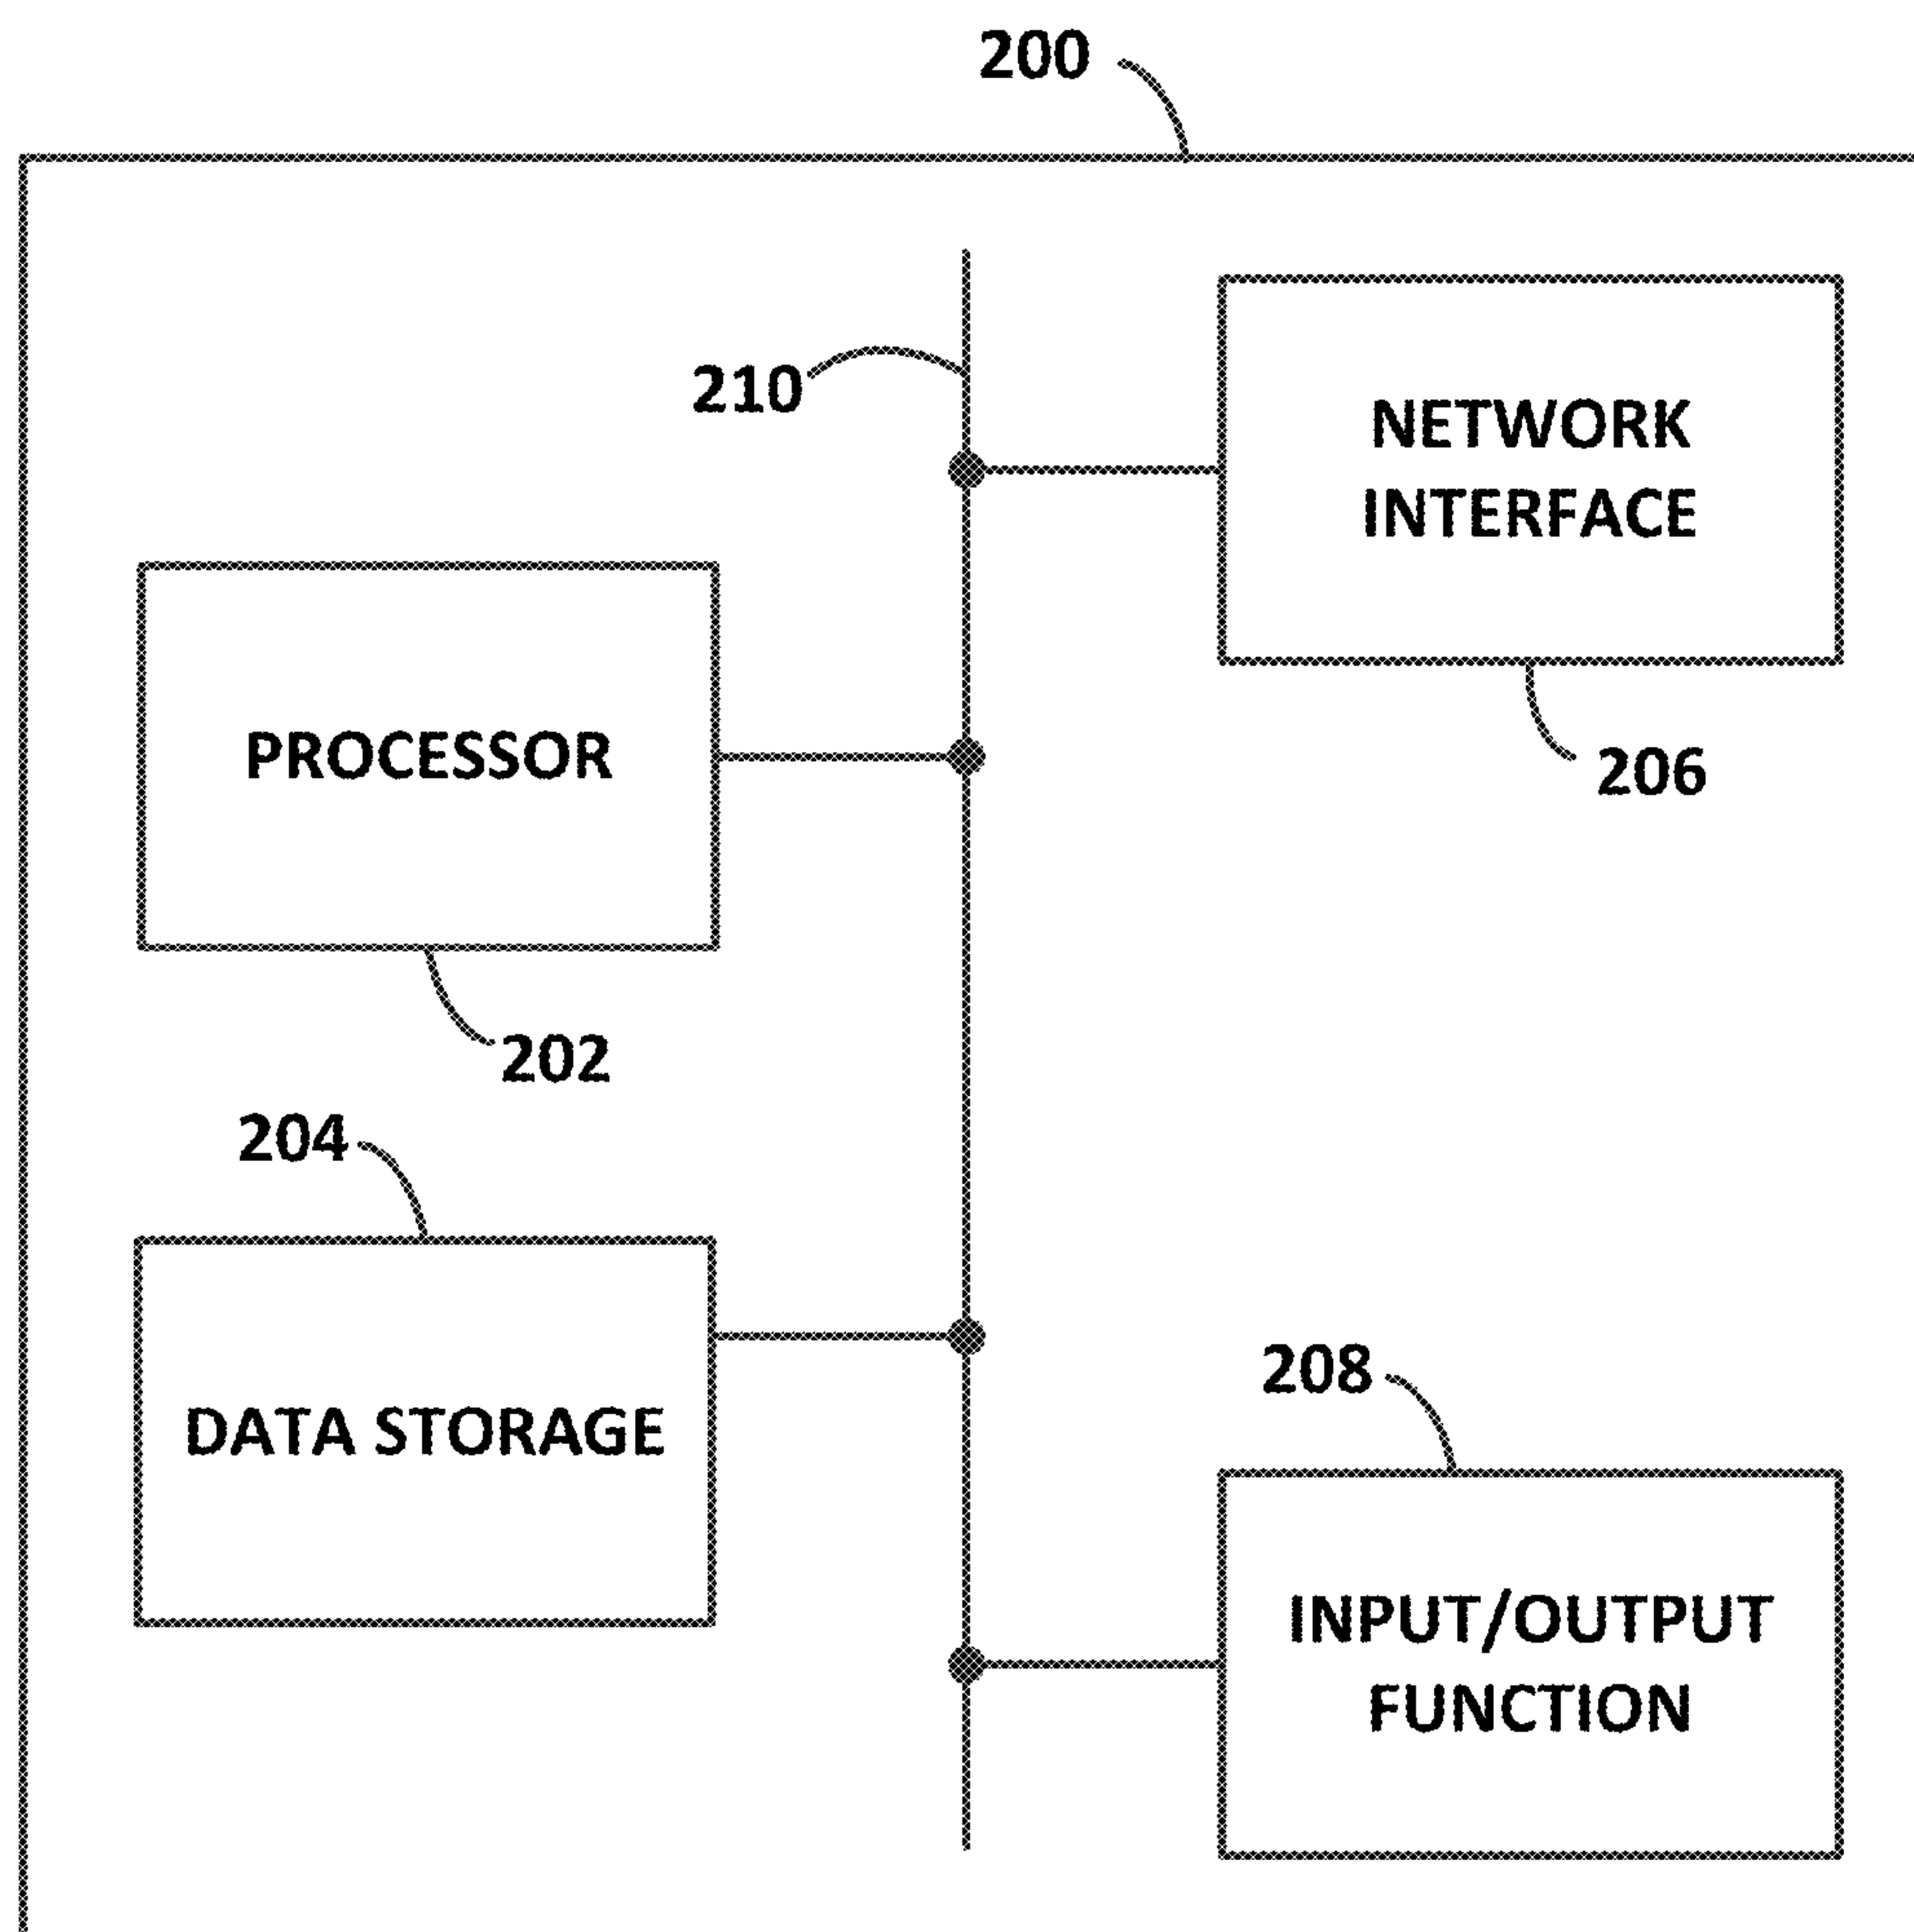 200
210
NETWORK
INTERFACE
PROCESSOR
206
202
204
208
DATA STORAGE
INPUT/OUTPUT
FUNCTION